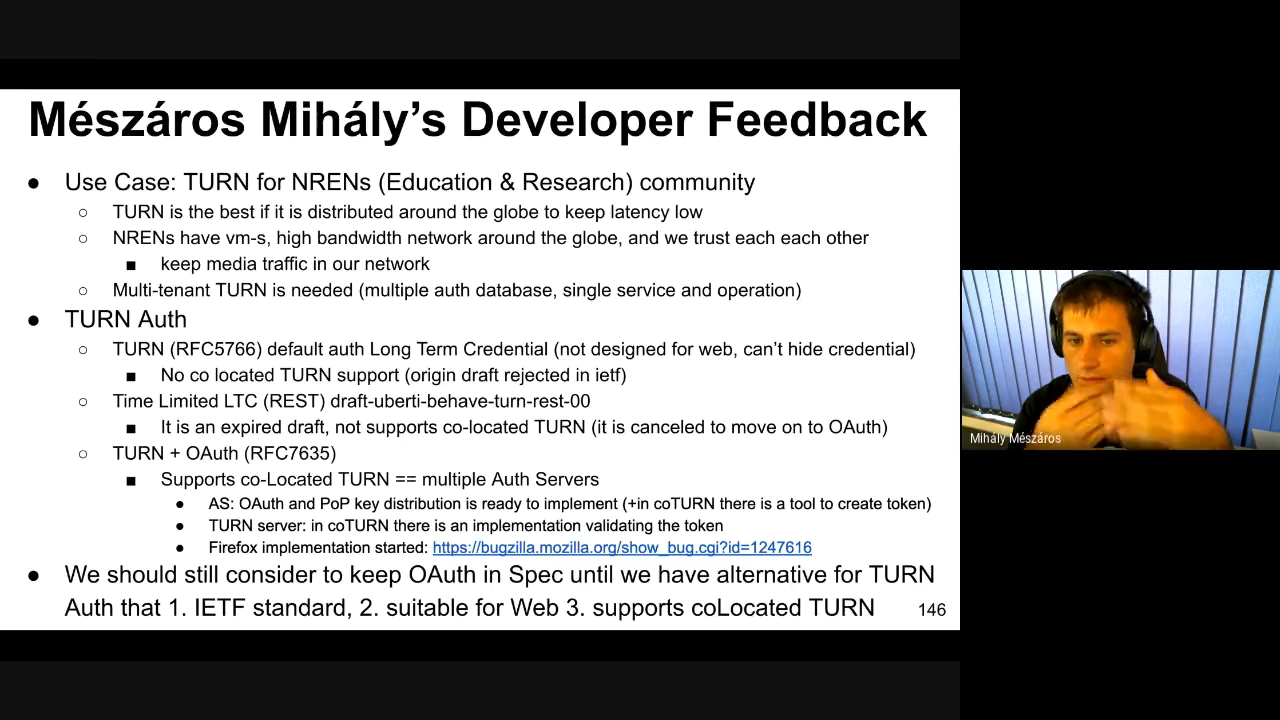 Mészáros Mihály’s Developer Feedback
● Use Case: TURN for NRENs (Education & Research) community
○ TURN is the best if it is distributed around the globe to keep latency low
○ NRENs have vm-s, high bandwidth network around the globe, and we trust each each other
■ keep media traffic in our network
○ Multi-tenant TURN is needed (multiple auth database, single service and operation)
● TURN Auth
○ TURN (RFC5766) default auth Long Term Credential (not designed for web, can’t hide credential)
■ No co located TURN support (origin draft rejected in ietf)
○ Time Limited LTC (REST) draft-uberti-behave-turn-rest-00
■ It is an expired draft, not supports co-located TURN (it is canceled to move on to OAuth)
○ TURN + OAuth (RFC7635)
■ Supports co-Located TURN == multiple Auth Servers
● AS: OAuth and PoP key distribution is ready to implement (+in coTURN there is a tool to create token)
● TURN server: in coTURN there is an implementation validating the token
● Firefox implementation started: https://bugzilla.mozilla.org/show_bug.cgi?id=1247616
● We should still consider to keep OAuth in Spec until we have alternative for TURN
Auth that 1. IETF standard, 2. suitable for Web 3. supports coLocated TURN
146
Mihály Mészáros